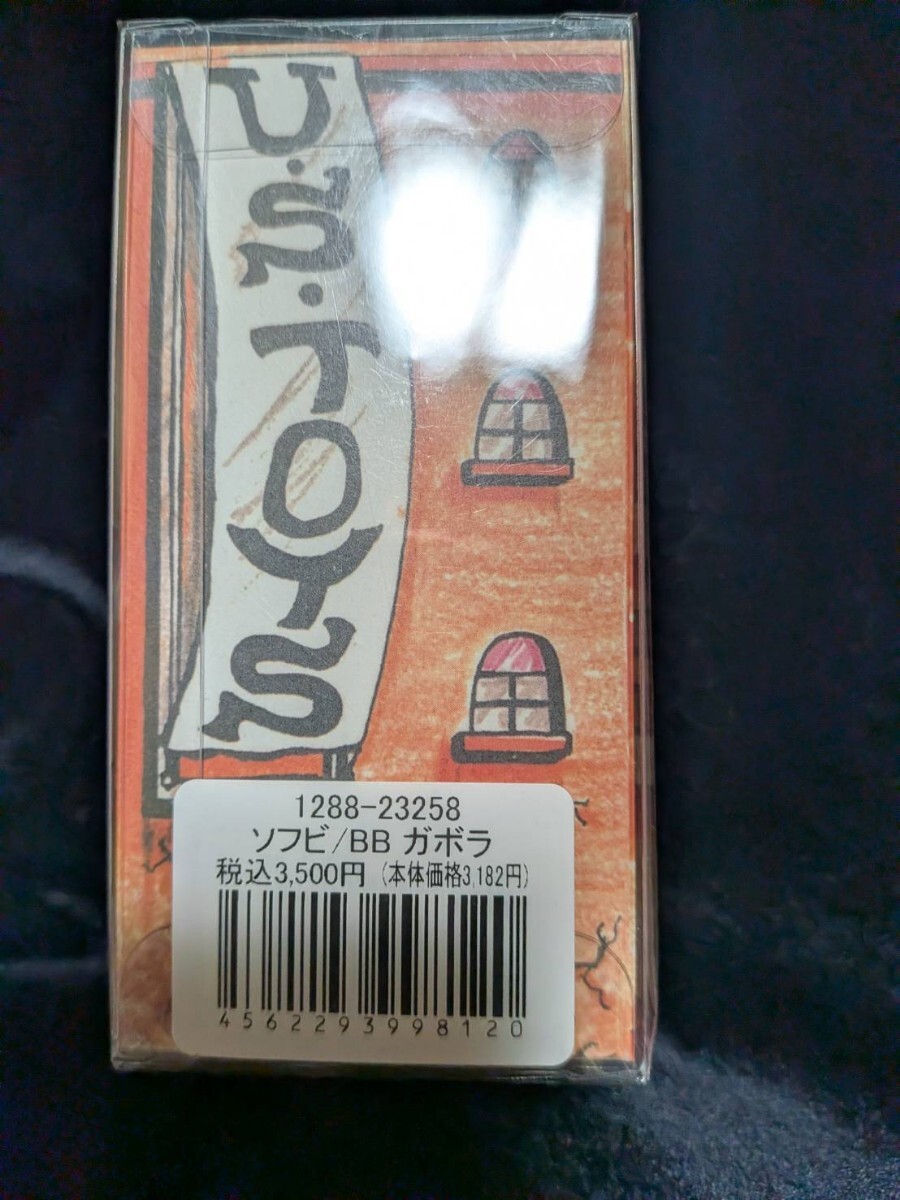 U.S.TOYS
1288-23258
ソフビ/BB ガボラ
税込3,500円 (本体価格3,182円)
4562293998120